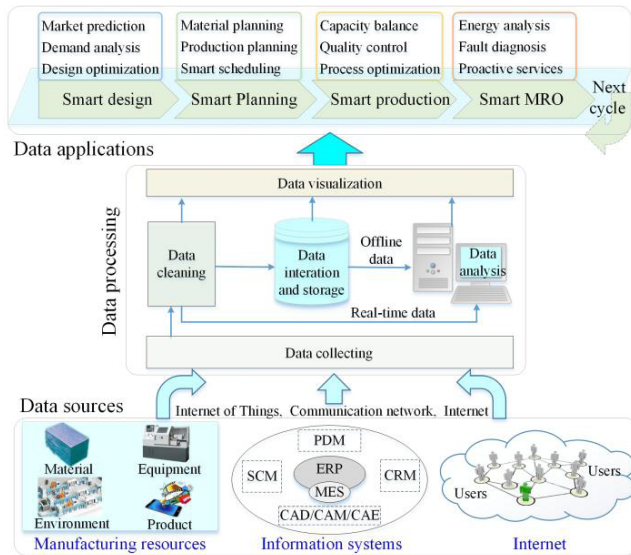 Market prediction
Demand analysis
Design optimization
Material planning
Production planning
Smart scheduling
Capacity balance
Quality control
Process optimization
Energy analysis
Fault diagnosis
Proactive services
Smart design
Smart Planning
Smart production
Smart MRO
Next
cycle
Data applications
Data processing
Data visualization
Data
cleaning
Data
interation
and storage
Offline
data
Data
analysis
Real-time data
Data collecting
Data sources
Internet of Things, Communication network, Internet
Material
Equipment
Environment
Product
Manufacturing resources
PDM
SCM
ERP
MES
CRM
CAD/CAM/CAE
Information systems
Users
Users
Internet